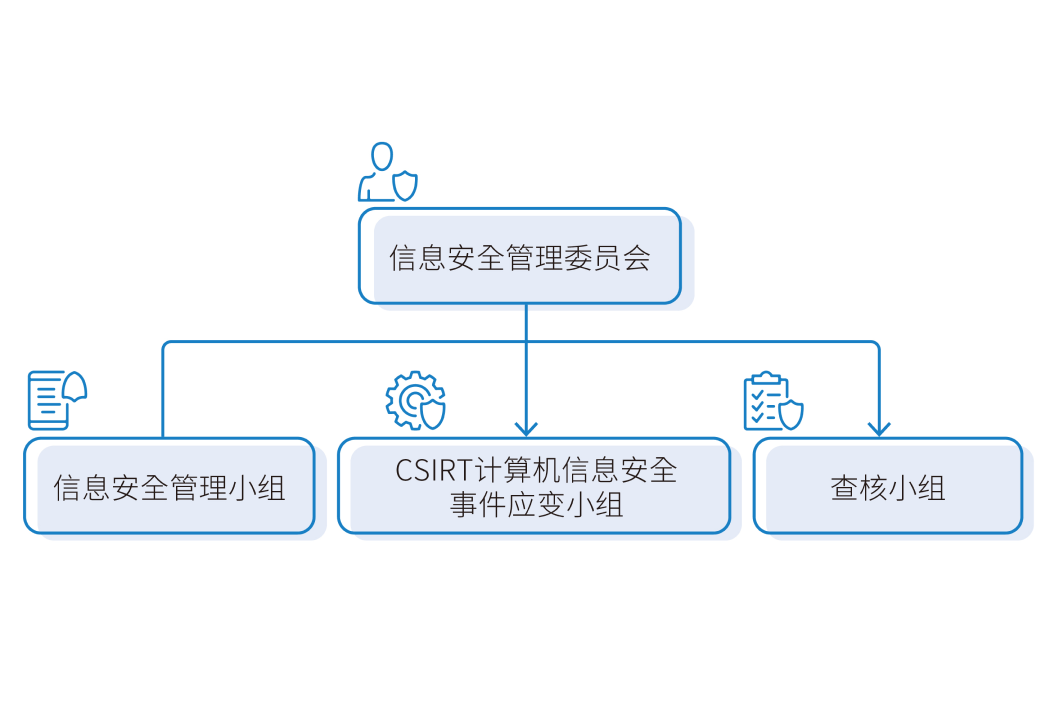 信息安全管理委员会
信息安全管理小组
CSIRT计算机信息安全
事件应变小组
查核小组